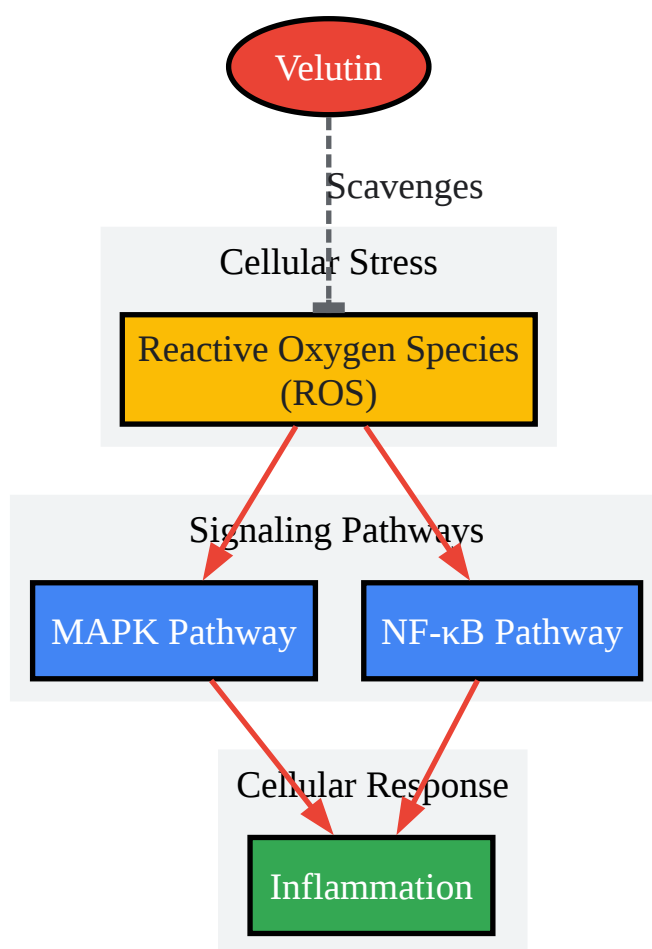 Velutin
Scavenges
Cellular Stress
Reactive Oxygen Species
(ROS)
Signaling Pathways
MAPK Pathway
NF-κB Pathway
Cellular Response
Inflammation